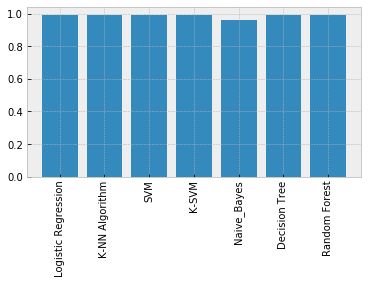 1.0
0.8
0.6
0.4
0.2
0.0
Logistic Regression
K-NN Algorithm
SVM
K-SVM
Naive_Bayes
Decision Tree
Random Forest